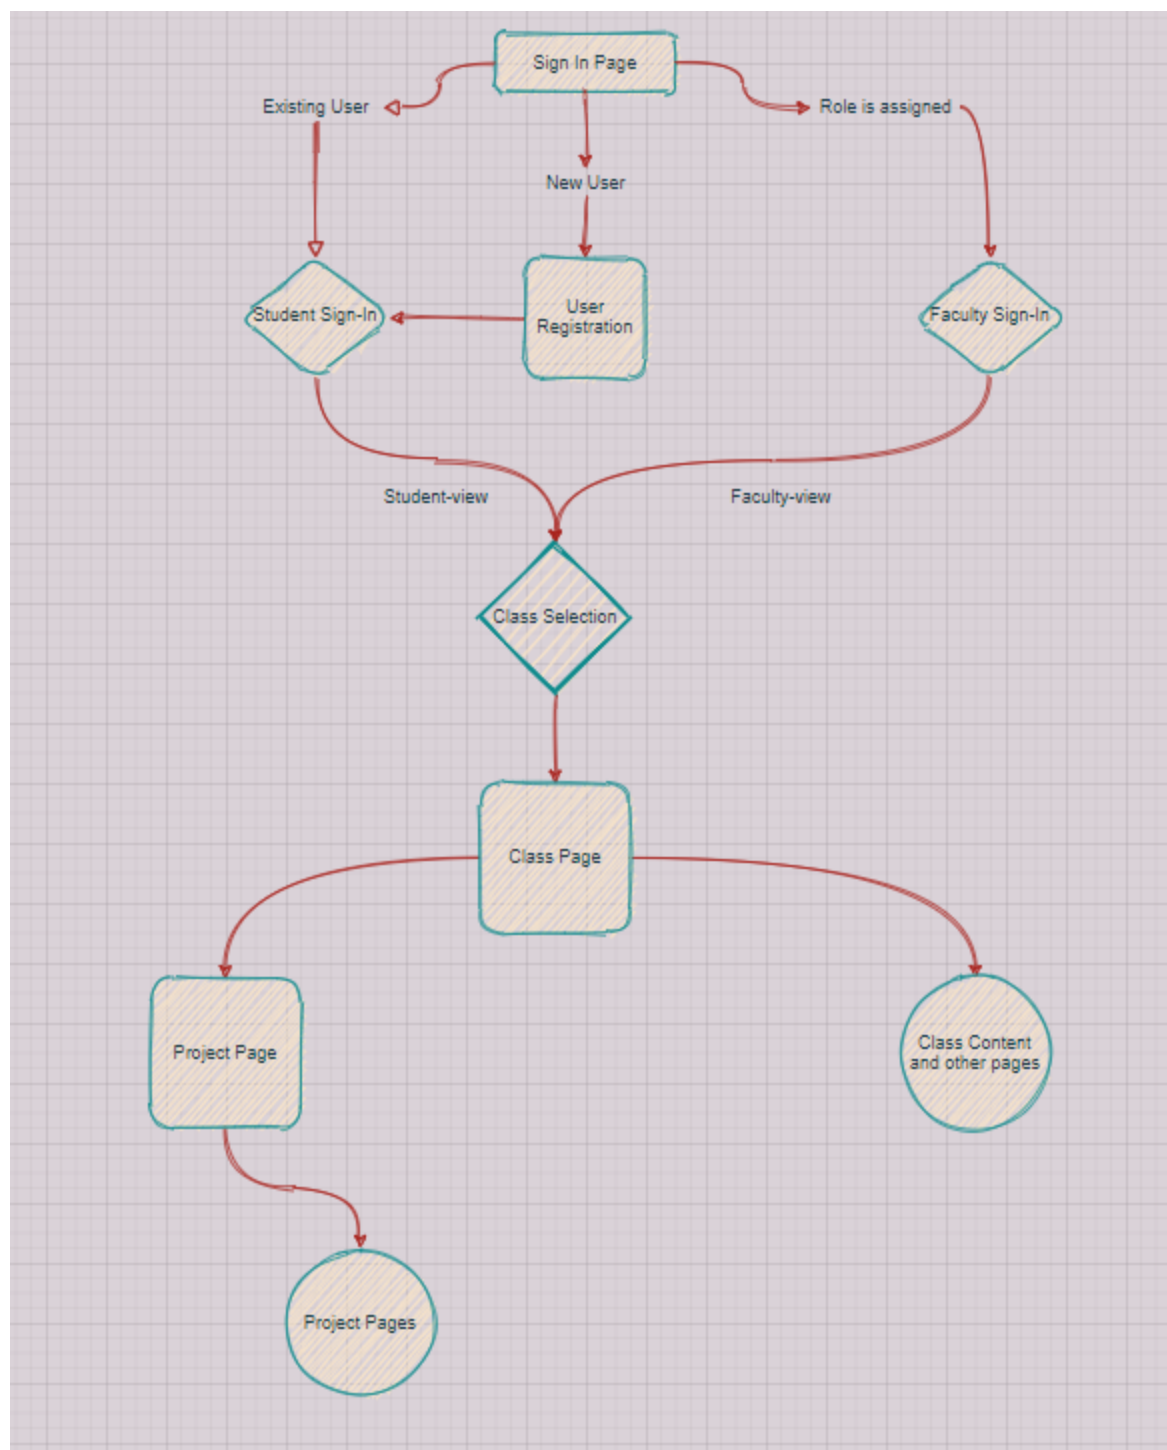 Sign In Page
Existing User
Role is assigned
New User
Student Sign-In
User
Registration
Faculty Sign-In
Student-view
Faculty-view
Class Selection
Class Page
Project Page
Class Content
and other pages
Project Pages